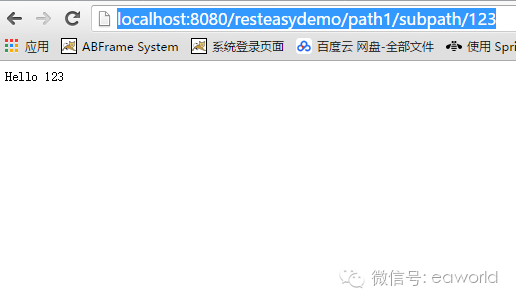 localhost:8080/resteasydemo/path1/subpath/123
应用 ABFrame System 系统登录页面 百度云 网盘-全部文件 使用 Spri
Hello 123
微信号: eaworld